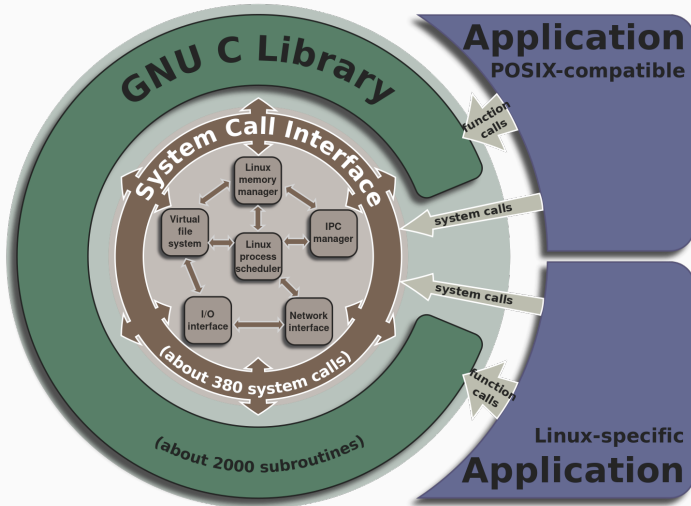 Application
POSIX-compatible
GNU C Library
function
calls
System Call Interface
Linux
memory
manager
Virtual
file
system
IPC
manager
system calls
Linux
process
scheduler
system calls
I/O
interface
Network
interface
(about 380 system calls)
function
calls
(about 2000 subroutines)
Linux-specific
Application